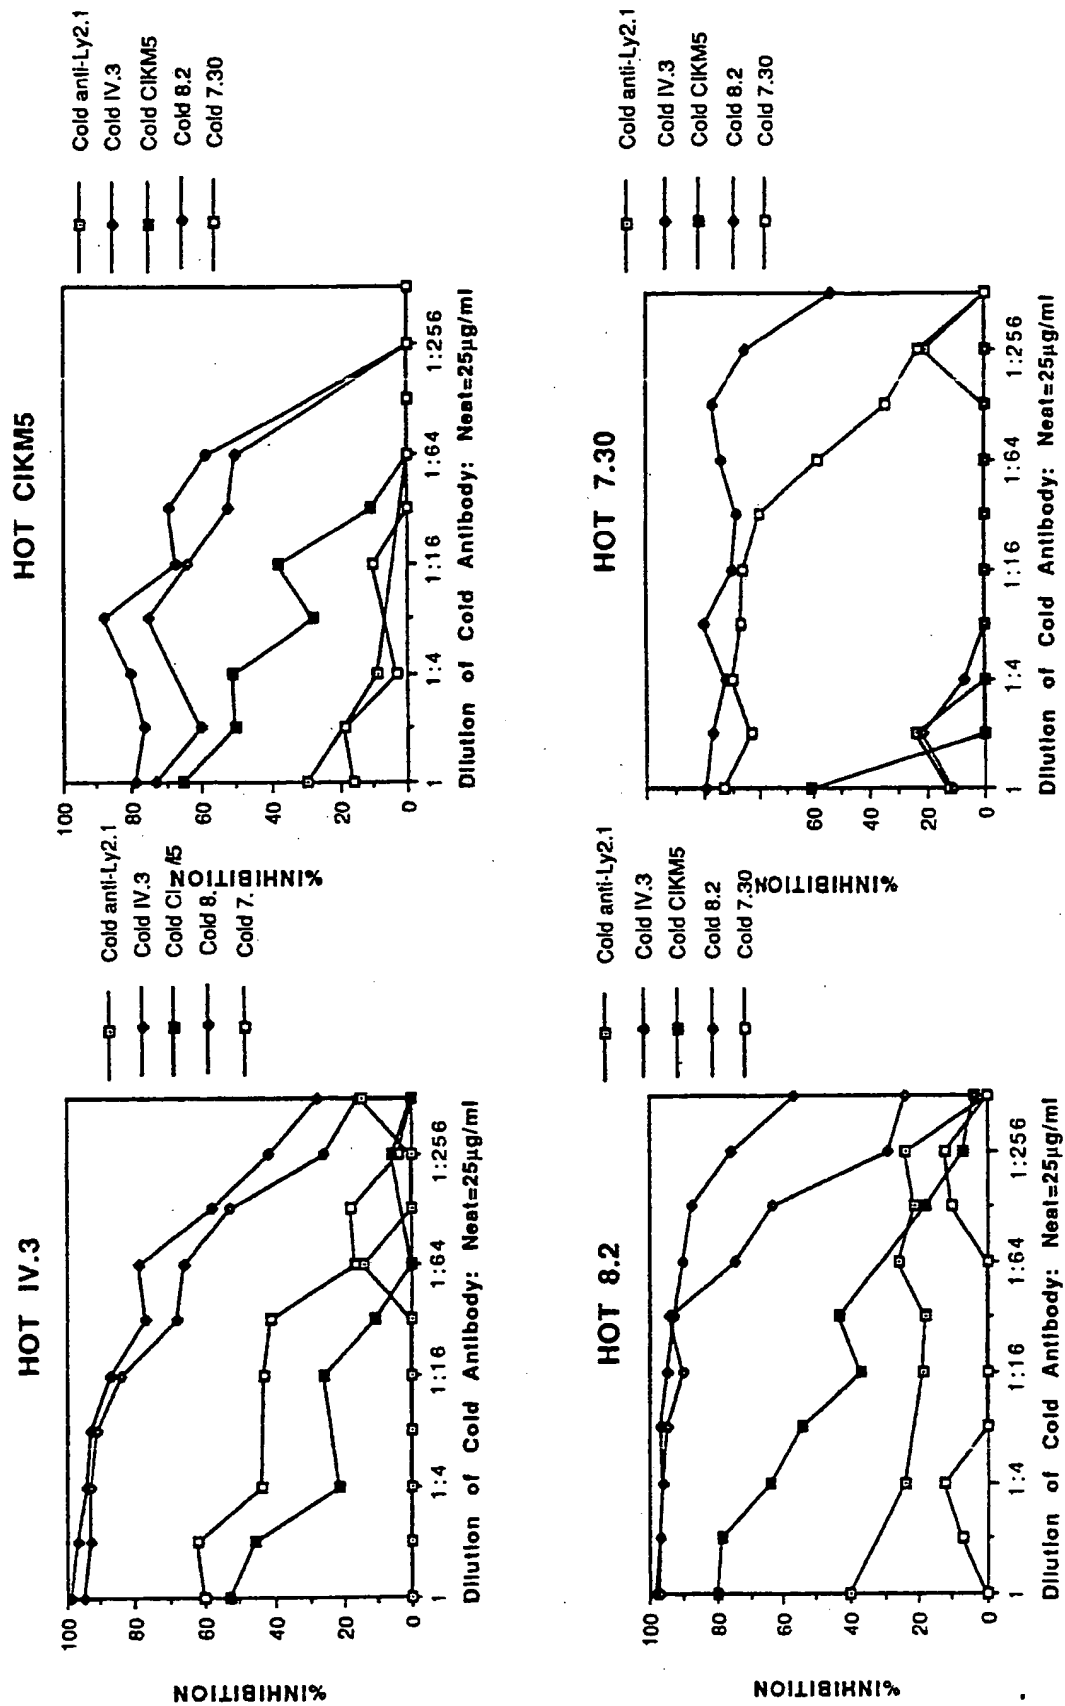 HOT IV.3
%INHIBITION
100
80
60
40
20
0
1
1:4
1:16
1:64
1:256
Dilution of Cold Antibody: Neat=25µg/ml
Cold anti-Ly2.1
Cold IV.3
Cold
Cold 8.
Cold 7.
HOT CIKM5
%INHIBITION
100
80
60
40
20
0
1
1:4
1:16
1:64
1:256
Dilution of Cold Antibody: Neat=25µg/ml
Cold anti-Ly2.1
Cold IV.3
Cold CIKM5
Cold 8.2
Cold 7.30
HOT 8.2
%INHIBITION
100
80
60
40
20
0
1
1:4
1:16
1:64
1:256
Dilution of Cold Antibody: Neat=25µg/ml
Cold anti-Ly2.1
Cold IV.3
Cold CIKM5
Cold 8.2
Cold 7.30
HOT 7.30
%INHIBITION
60
40
20
0
1
1:4
1:16
1:64
1:256
Dilution of Cold Antibody: Neat=25µg/ml
Cold anti-Ly2.1
Cold IV.3
Cold CIKM5
Cold 8.2
Cold 7.30